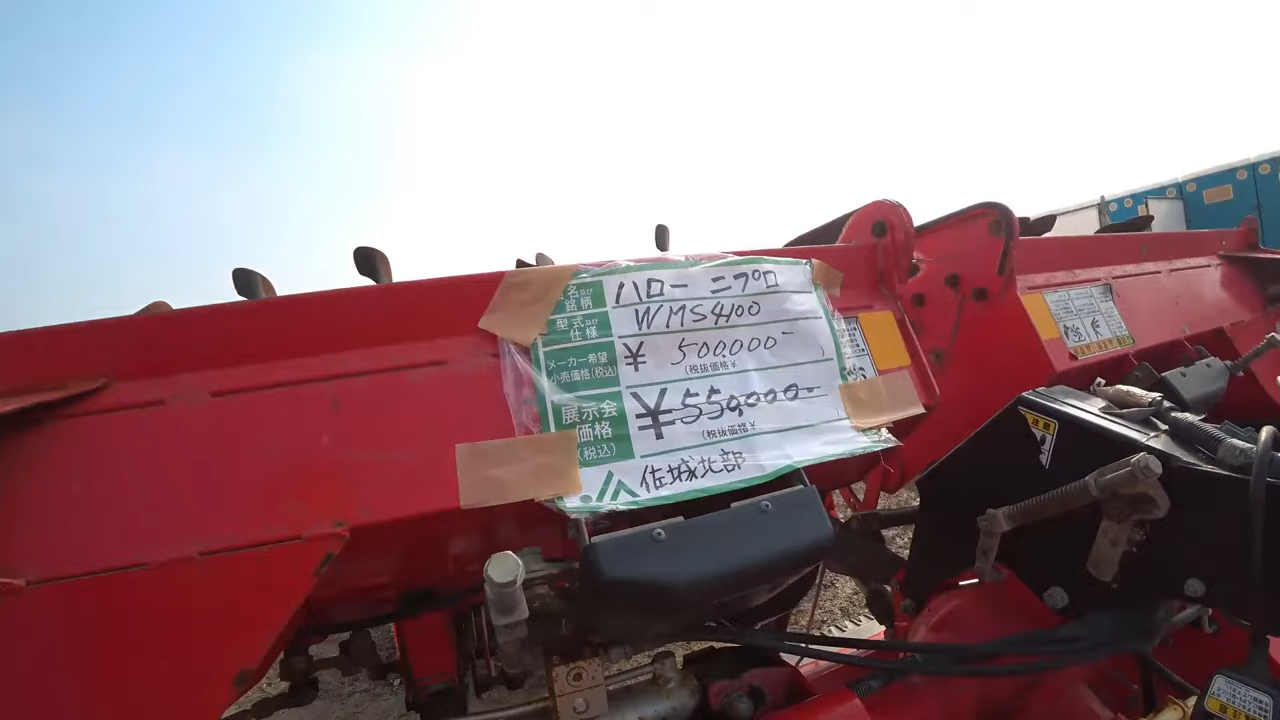 名及び
銘柄
ハロー ニプロ
型式及び
仕様
WMS4100
メーカー希望
小売価格(税込)
¥ 500,000-
(税抜価格¥ )
展示会
価格
(税込)
¥550,000-
(税抜価格¥
佐城北部
注意